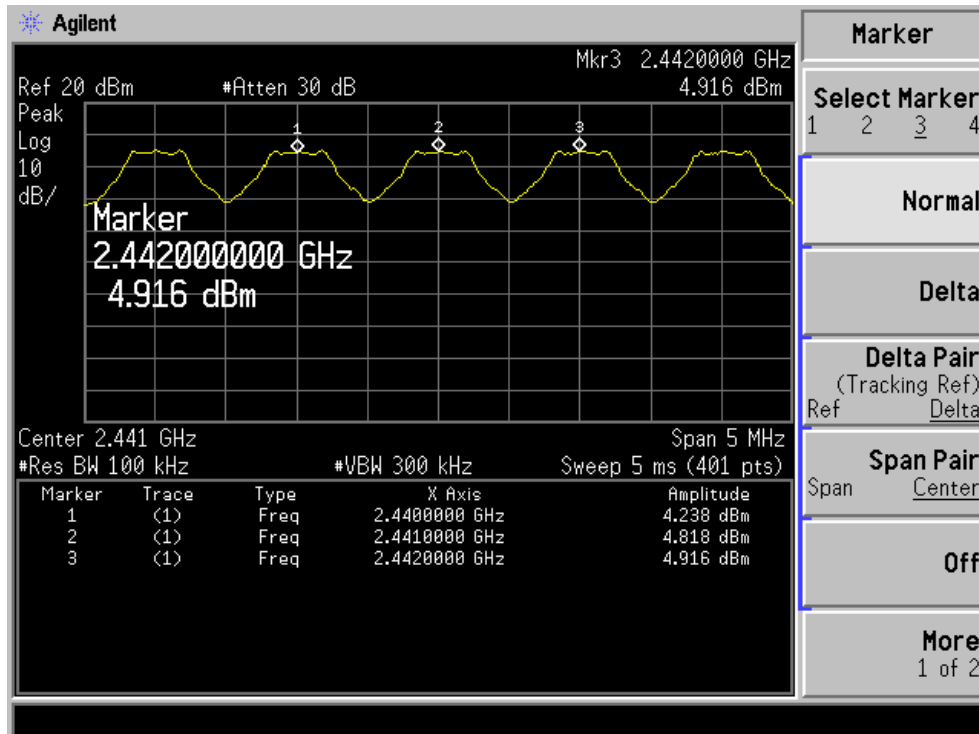 Agilent
Mkr3 2.4420000 GHz
Ref 20 dBm #Atten 30 dB 4.916 dBm
Peak
Log
10
dB/
1 2 3
Marker
2.442000000 GHz
4.916 dBm
Center 2.441 GHz Span 5 MHz
#Res BW 100 kHz #VBW 300 kHz Sweep 5 ms (401 pts)
Marker Trace Type X Axis Amplitude
1 (1) Freq 2.4400000 GHz 4.238 dBm
2 (1) Freq 2.4410000 GHz 4.818 dBm
3 (1) Freq 2.4420000 GHz 4.916 dBm
Marker
Select Marker
1 2 3 4
Normal
Delta
Delta Pair
(Tracking Ref)
Ref Delta
Span Pair
Span Center
Off
More
1 of 2